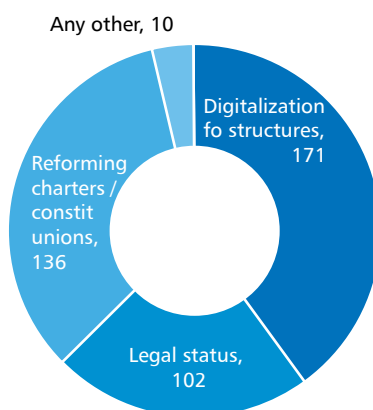 Any other, 10
Digitalization
fo structures,
171
Reforming
charters /
constit
unions,
136
Legal status,
102